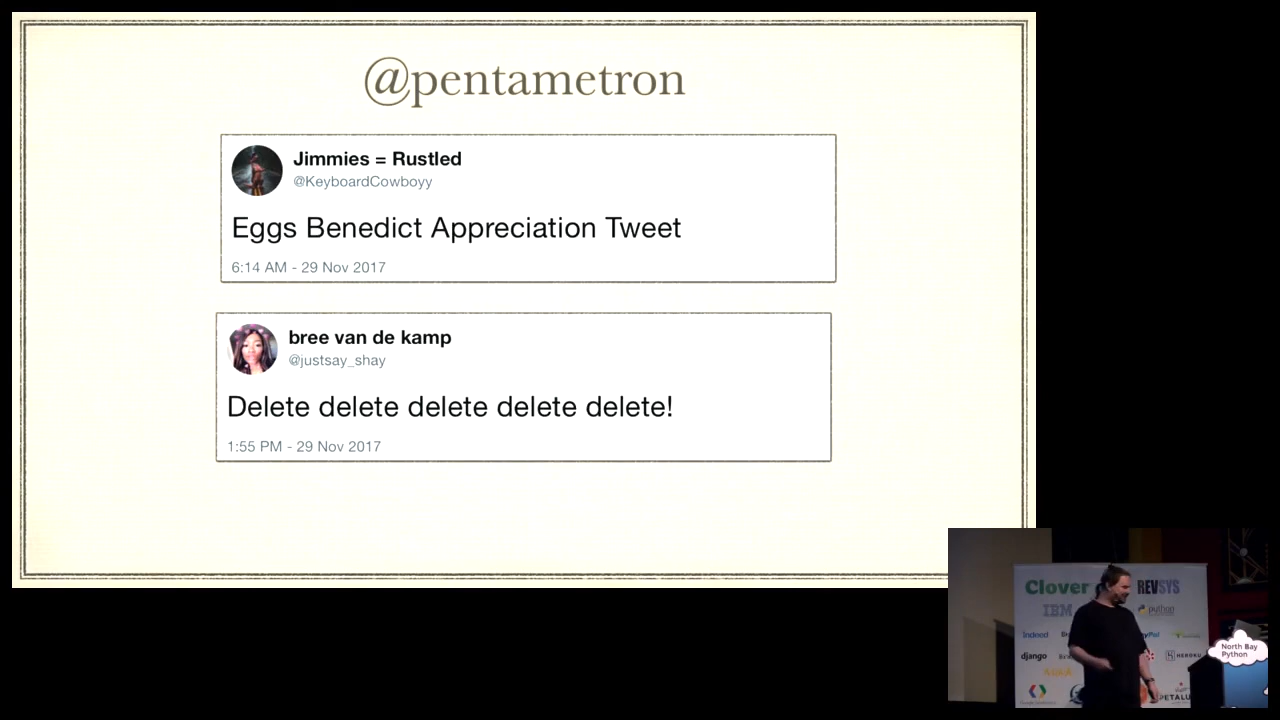 @pentametron
Jimmies = Rustled
@KeyboardCowboyy
Eggs Benedict Appreciation Tweet
6:14 AM - 29 Nov 2017
bree van de kamp
@justsay_shay
Delete delete delete delete delete!
1:55 PM - 29 Nov 2017
Clover
REVSYS
IBM
python
Indeed
django
HEROKU
North Bay
Python